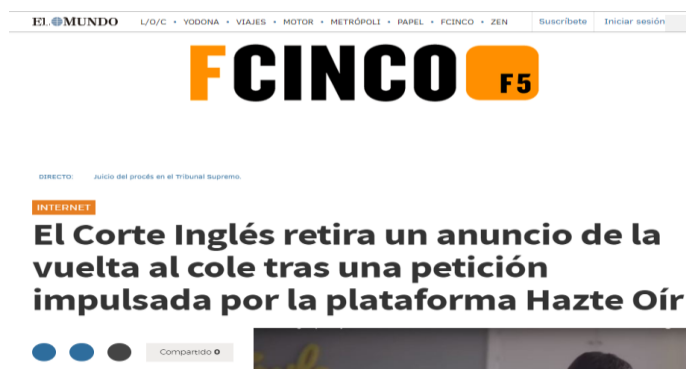 EL MUNDO L/O/C • YODONA • VIAJES • MOTOR • METRÓPOLI • PAPEL • FCINCO • ZEN Suscríbete Iniciar sesión
FCINCO F5
DIRECTO: Juicio del procés en el Tribunal Supremo.
INTERNET
El Corte Inglés retira un anuncio de la
vuelta al cole tras una petición
impulsada por la plataforma Hazte Oír
Compartido 0